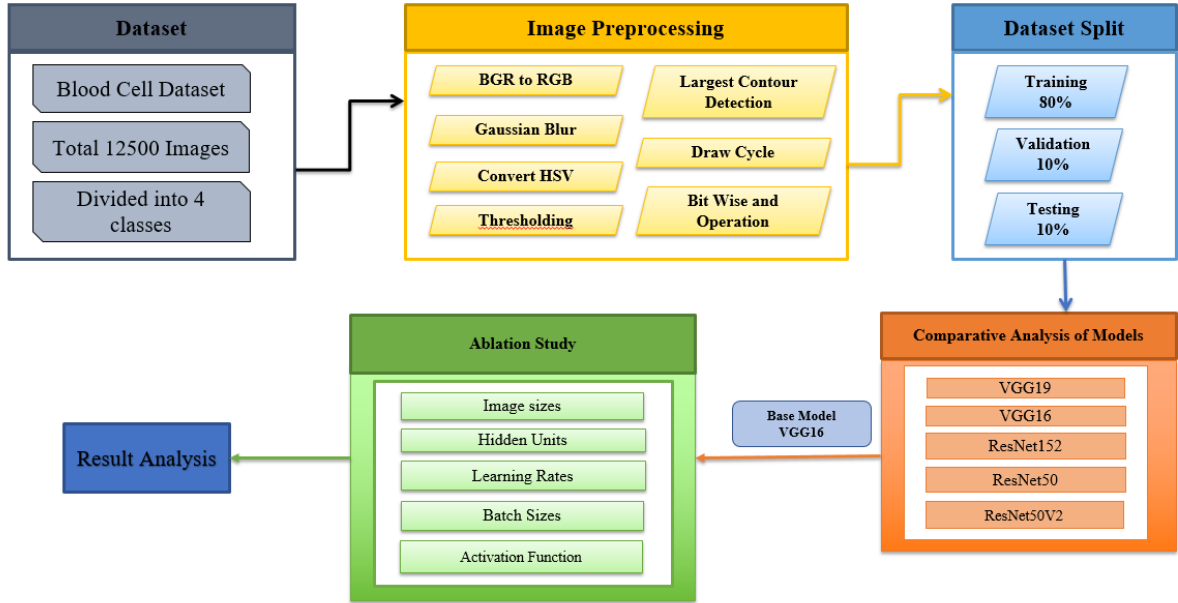 Dataset
Blood Cell Dataset
Total 12500 Images
Divided into 4
classes
Image Preprocessing
BGR to RGB
Gaussian Blur
Convert HSV
Thresholding
Largest Contour
Detection
Draw Cycle
Bit Wise and
Operation
Dataset Split
Training
80%
Validation
10%
Testing
10%
Comparative Analysis of Models
VGG19
VGG16
ResNet152
ResNet50
ResNet50V2
Base Model
VGG16
Ablation Study
Image sizes
Hidden Units
Learning Rates
Batch Sizes
Activation Function
Result Analysis